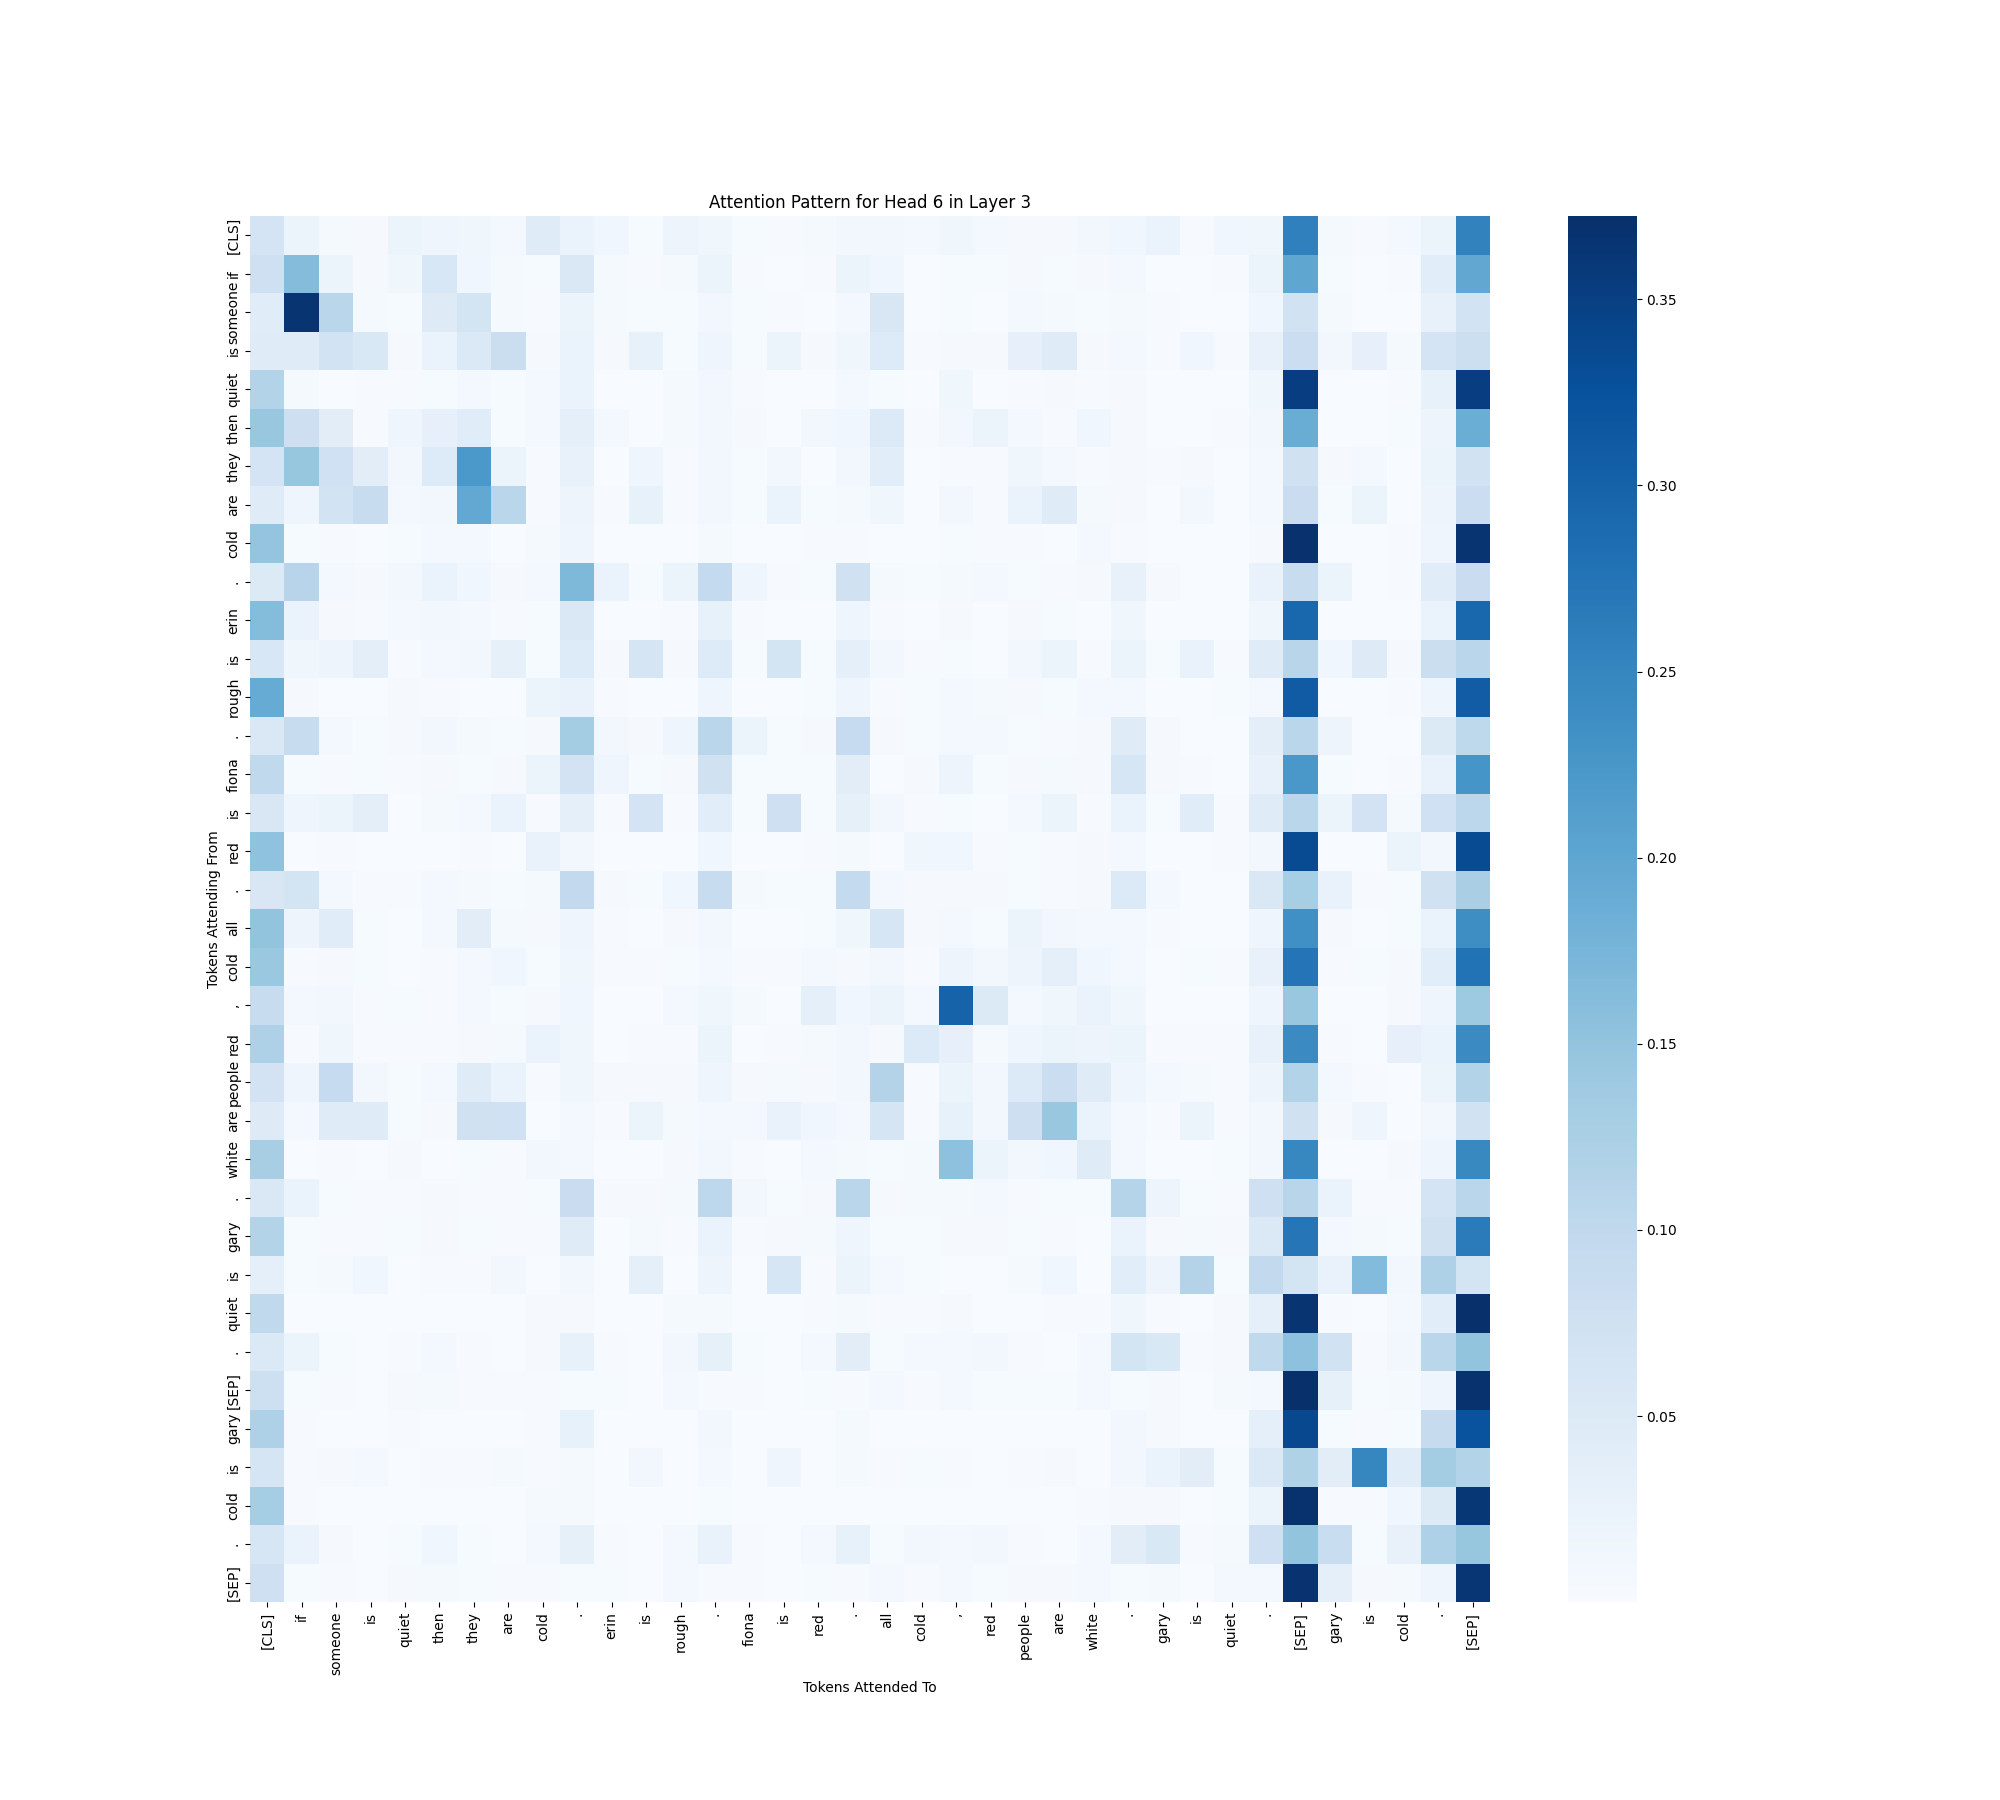 Attention Pattern for Head 6 in Layer 3
Tokens Attending From
[CLS]
if
someone
is
quiet
then
they
are
cold
.
erin
is
rough
.
fiona
is
red
.
all
cold
,
red
people
are
white
.
gary
is
quiet
.
[SEP]
gary
is
cold
.
[SEP]
[CLS] if someone is quiet then they are cold . erin is rough . fiona is red . all cold , red people are white . gary is quiet . [SEP] gary is cold . [SEP]
Tokens Attended To
0.35
0.30
0.25
0.20
0.15
0.10
0.05